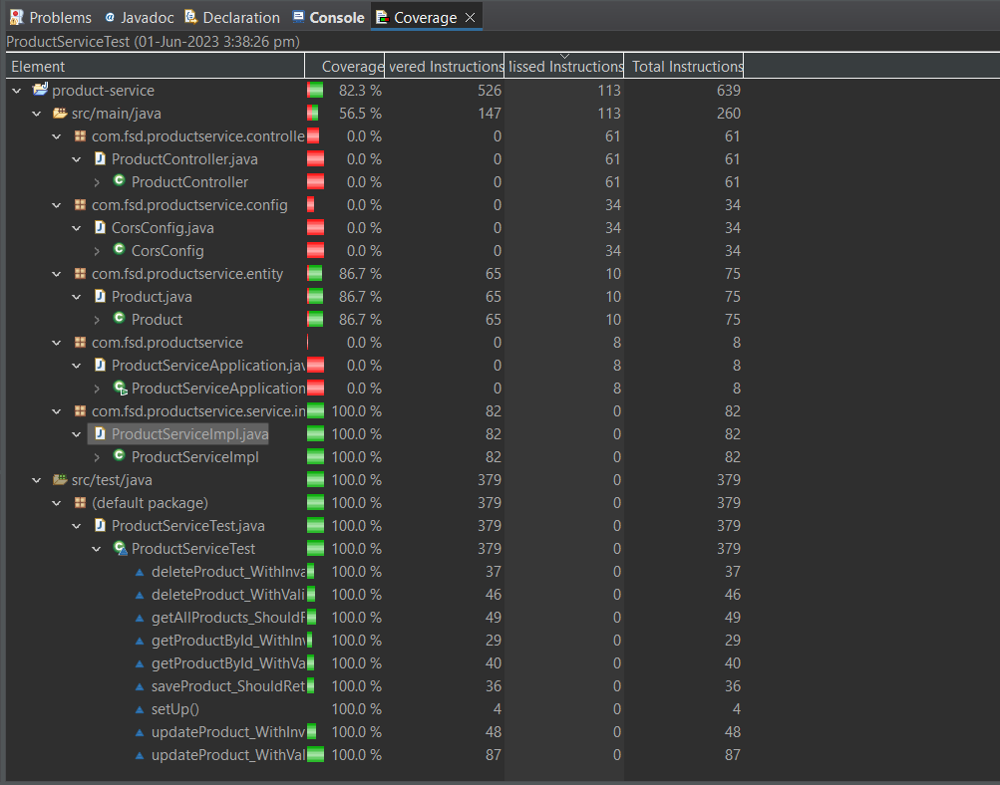 Problems Javadoc Declaration Console Coverage
ProductServiceTest (01-Jun-2023 3:38:26 pm)
Element Coverage vered Instructions lissed Instructions Total Instructions
product-service 82.3 % 526 113 639
src/main/java 56.5 % 147 113 260
com.fsd.productservice.controlle 0.0 % 0 61 61
ProductController.java 0.0 % 0 61 61
ProductController 0.0 % 0 61 61
com.fsd.productservice.config 0.0 % 0 34 34
CorsConfig.java 0.0 % 0 34 34
CorsConfig 0.0 % 0 34 34
com.fsd.productservice.entity 86.7 % 65 10 75
Product.java 86.7 % 65 10 75
Product 86.7 % 65 10 75
com.fsd.productservice 0.0 % 0 8 8
ProductServiceApplication.jav 0.0 % 0 8 8
ProductServiceApplication 0.0 % 0 8 8
com.fsd.productservice.service.in 100.0 % 82 0 82
ProductServiceImpl.java 100.0 % 82 0 82
ProductServiceImpl 100.0 % 82 0 82
src/test/java 100.0 % 379 0 379
(default package) 100.0 % 379 0 379
ProductServiceTest.java 100.0 % 379 0 379
ProductServiceTest 100.0 % 379 0 379
deleteProduct_WithInva 100.0 % 37 0 37
deleteProduct_WithVali 100.0 % 46 0 46
getAllProducts_ShouldR 100.0 % 49 0 49
getProductById_WithInv 100.0 % 29 0 29
getProductById_WithVa 100.0 % 40 0 40
saveProduct_ShouldRet 100.0 % 36 0 36
setUp() 100.0 % 4 0 4
updateProduct_WithInv 100.0 % 48 0 48
updateProduct_WithVal 100.0 % 87 0 87